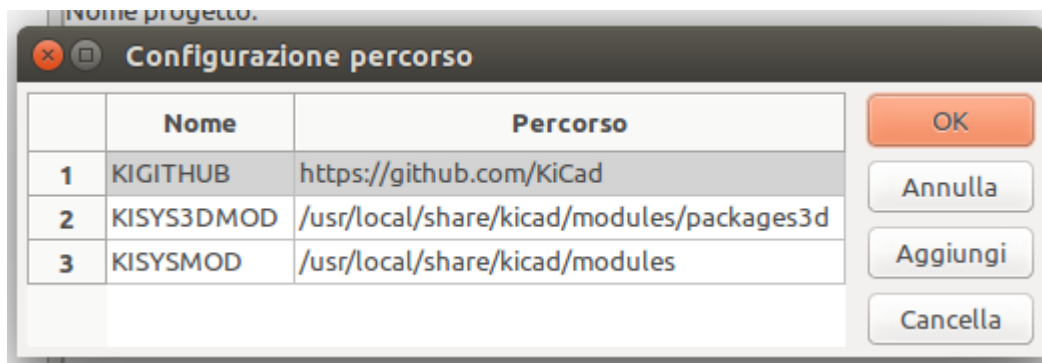 Nome progetto:
Configurazione percorso
Nome Percorso OK
1 KIGITHUB https://github.com/KiCad
Annulla
2 KISYS3DMOD /usr/local/share/kicad/modules/packages3d
3 KISYSMOD /usr/local/share/kicad/modules
Aggiungi
Cancella